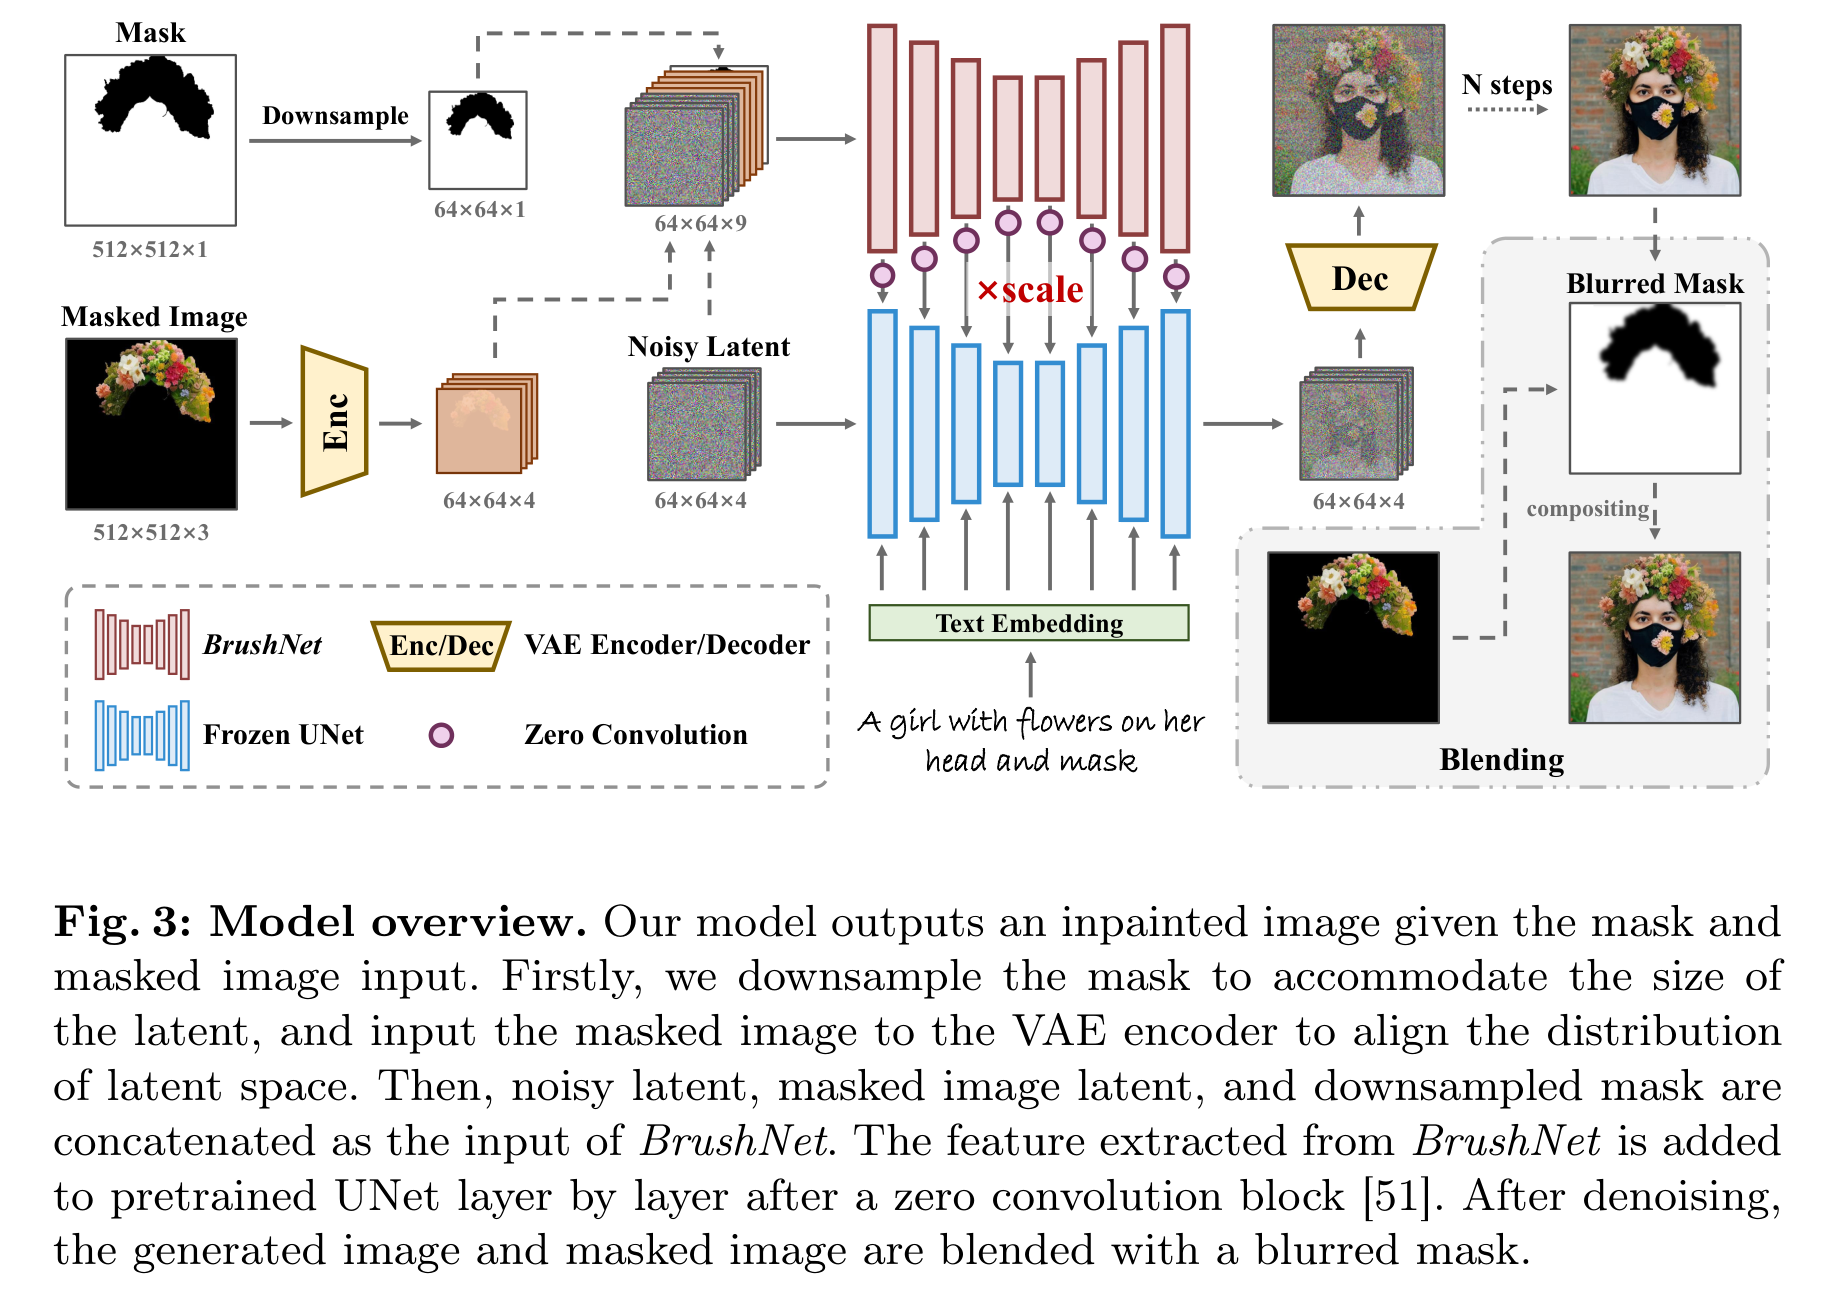 Mask
Downsample
64×64×1
512×512×1
64×64×9
Masked Image
Enc
64×64×4
512×512×3
Noisy Latent
64×64×4
×scale
Text Embedding
A girl with flowers on her
head and mask
Dec
64×64×4
N steps
Blurred Mask
compositing
Blending
BrushNet
Enc/Dec
VAE Encoder/Decoder
Frozen UNet
Zero Convolution
Fig. 3: Model overview. Our model outputs an inpainted image given the mask and
masked image input. Firstly, we downsample the mask to accommodate the size of
the latent, and input the masked image to the VAE encoder to align the distribution
of latent space. Then, noisy latent, masked image latent, and downsampled mask are
concatenated as the input of BrushNet. The feature extracted from BrushNet is added
to pretrained UNet layer by layer after a zero convolution block [51]. After denoising,
the generated image and masked image are blended with a blurred mask.